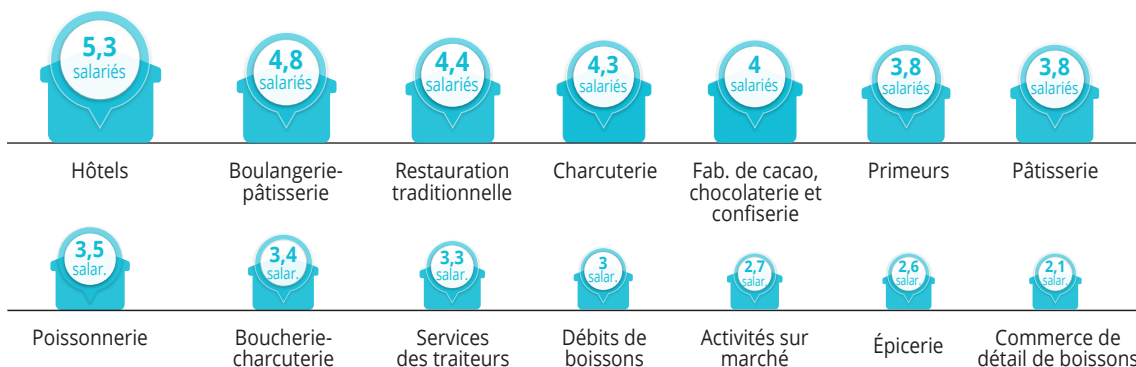 5,3
salariés
4,8
salariés
4,4
salariés
4,3
salariés
4
salariés
3,8
salariés
3,8
salariés
Hôtels
Boulangerie-
pâtisserie
Restauration
traditionnelle
Charcuterie
Fab. de cacao,
chocolaterie et
confiserie
Primeurs
Pâtisserie
3,5
salar.
3,4
salar.
3,3
salar.
3
salar.
2,7
salar.
2,6
salar.
2,1
salar.
Poissonnerie
Boucherie-
charcuterie
Services
des traiteurs
Débits de
boissons
Activités sur
marché
Épicerie
Commerce de
détail de boissons